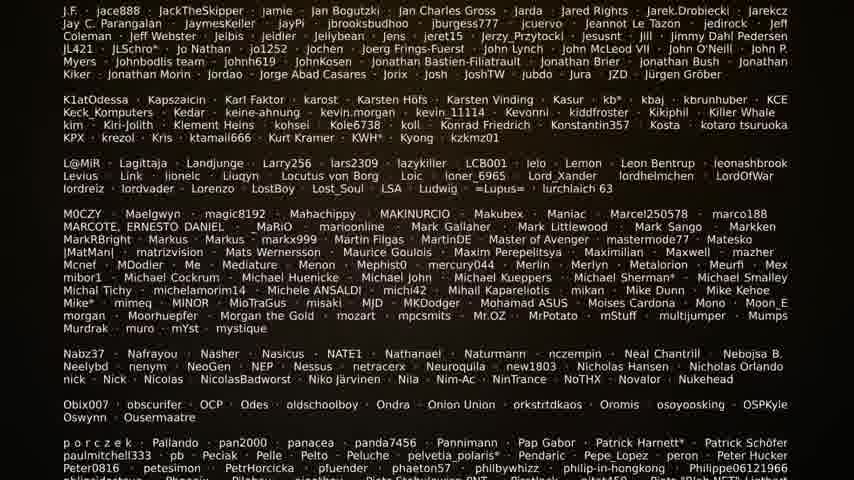 J.F. · jace888 · JackTheSkipper · jamie · Jan Bogutzki · Jan Charles Gross · Jarda · Jared Rights · Jarek.Drobiecki · Jarekcz
Jay C. Parangalan · JaymesKeller · JayPi · jbrooksbudhoo · jburgess777 · jcuervo · Jeannot Le Tazon · jedirock · Jeff
Coleman · Jeff Webster · Jeibis · jeidler · Jellybean · Jens · jeret15 · Jerzy_Przytocki · jesusnt · Jill · Jimmy Dahl Pedersen
JL421 · JLSchro* · Jo Nathan · jo1252 · Jochen · Joerg Frings-Fuerst · John Lynch · John McLeod VII · John O'Neill · John P.
Myers · Johnbodlis team · johnh619 · JohnKosen · Jonathan Bastien-Filiatrault · Jonathan Brier · Jonathan Bush · Jonathan
Kiker · Jonathan Morin · Jordao · Jorge Abad Casares · Jorix · Josh · JoshTW · jubdo · Jura · JZD · Jürgen Gröber
K1atOdessa · Kapszaicin · Karl Faktor · karost · Karsten Höfs · Karsten Vinding · Kasur · kb* · kbaj · kbrunhuber · KCE
Keck_Komputers · Kedar · keine-ahnung · kevin.morgan · kevin_11114 · Kevonni · kiddfroster · Kikiphil · Killer Whale
kim · Kiri-Jolith · Klement Heins · kohsei · Kole6738 · koll · Konrad Friedrich · Konstantin357 · Kosta · kotaro tsuruoka
KPX · krezol · Kris · ktamail666 · Kurt Kramer · KWH* · Kyong · kzkmz01
L@MiR · Lagittaja · Landjunge · Larry256 · lars2309 · lazykiller · LCB001 · lelo · Lemon · Leon Bentrup · leonashbrook
Levius · Link · lionelc · Liuqyn · Locutus von Borg · Loic · loner_6965 · Lord_Xander · lordhelmchen · LordOfWar
lordreiz · lordvader · Lorenzo · LostBoy · Lost_Soul · LSA · Ludwig · =Lupus= · lurchlaich 63
M0CZY · Maelgwyn · magic8192 · Mahachippy · MAKINURCIO · Makubex · Maniac · Marcel250578 · marco188
MARCOTE, ERNESTO DANIEL · _MaRiO · marioonline · Mark Gallaher · Mark Littlewood · Mark Sango · Markken
MarkRBright · Markus · Markus · markx999 · Martin Filgas · MartinDE · Master of Avenger · mastermode77 · Matesko
|MatMan| · matrizvision · Mats Wernersson · Maurice Goulois · Maxim Perepelitsya · Maximilian · Maxwell · mazher
Mcnef · MDodier · Me · Mediature · Menon · Mephist0 · mercury044 · Merlin · Merlyn · Metalorion · Meurfi · Mex
mibor1 · Michael Cockrum · Michael Huenicke · Michael John · Michael Kueppers · Michael Sherman* · Michael Smalley
Michal Tichy · michelamorim14 · Michele ANSALDI · michi42 · Mihail Kapareliotis · mikan · Mike Dunn · Mike Kehoe
Mike* · mimeq · MINOR · MioTraGus · misaki · MJD · MKDodger · Mohamad ASUS · Moises Cardona · Mono · Moon_E
morgan · Moorhuepfer · Morgan the Gold · mozart · mpcsmits · Mr.OZ · MrPotato · mStuff · multijumper · Mumps
Murdrak · muro · mYst · mystique
Nabz37 · Nafrayou · Nasher · Nasicus · NATE1 · Nathanael · Naturmann · nczempin · Neal Chantrill · Nebojsa B.
Neelybd · nenym · NeoGen · NEP · Nessus · netracerx · Neuroquila · new1803 · Nicholas Hansen · Nicholas Orlando
nick · Nick · Nicolas · NicolasBadworst · Niko Järvinen · Nila · Nim-Ac · NinTrance · NoTHX · Novalor · Nukehead
Obix007 · obscurifer · OCP · Odes · oldschoolboy · Ondra · Onion Union · orkstrtdkaos · Oromis · osoyoosking · OSPKyle
Oswynn · Ousermaatre
p o r c z e k · Pallando · pan2000 · panacea · panda7456 · Pannimann · Pap Gabor · Patrick Harnett* · Patrick Schöfer
paulmitchell333 · pb · Peciak · Pelle · Pelto · Peluche · pelvetia_polaris* · Pendaric · Pepe_Lopez · peron · Peter Hucker
Peter0816 · petesimon · PetrHorcicka · pfuender · phaeton57 · philbywhizz · philip-in-hongkong · Philippe06121966